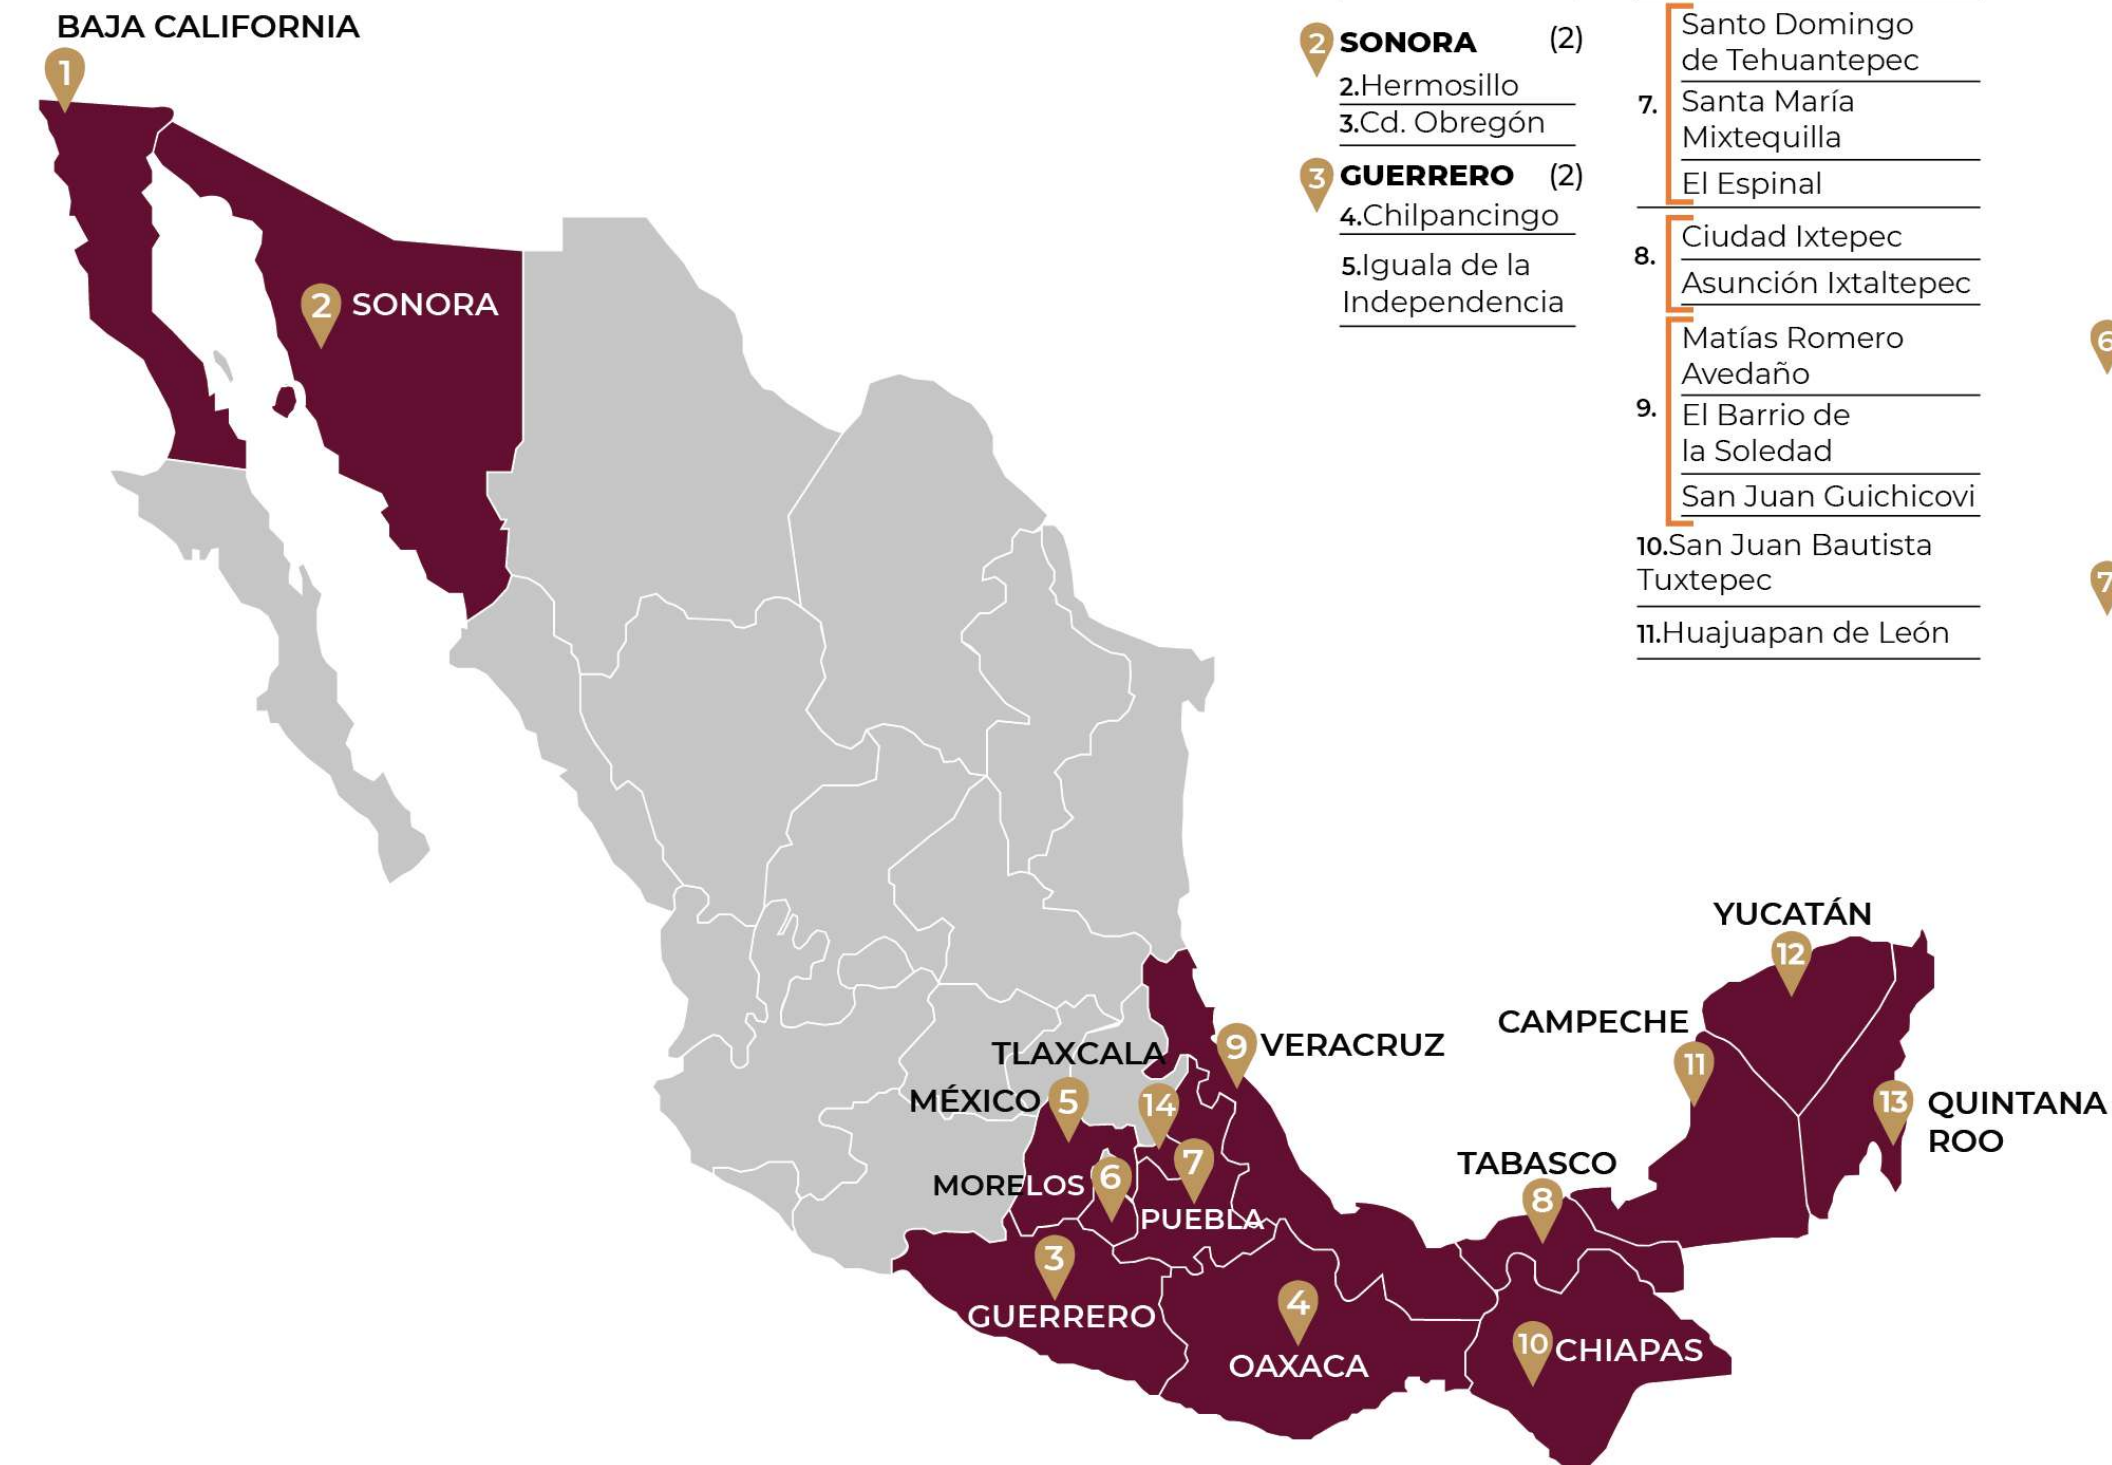 BAJA CALIFORNIA
1
2 SONORA
2 SONORA (2)
2.Hermosillo
3.Cd. Obregón
3 GUERRERO (2)
4.Chilpancingo
5.Iguala de la
Independencia
Santo Domingo
de Tehuantepec
7. Santa María
Mixtequilla
El Espinal
8. Ciudad Ixtepec
Asunción Ixtaltepec
Matías Romero
Avedaño
9. El Barrio de
la Soledad
San Juan Guichicovi
10.San Juan Bautista
Tuxtepec
11.Huajuapan de León
6
7
YUCATÁN
12
CAMPECHE
11
13 QUINTANA
ROO
TABASCO
8
9 VERACRUZ
TLAXCALA
14
MÉXICO 5
MORELOS 6
7
PUEBLA
3
GUERRERO
4
OAXACA
10 CHIAPAS